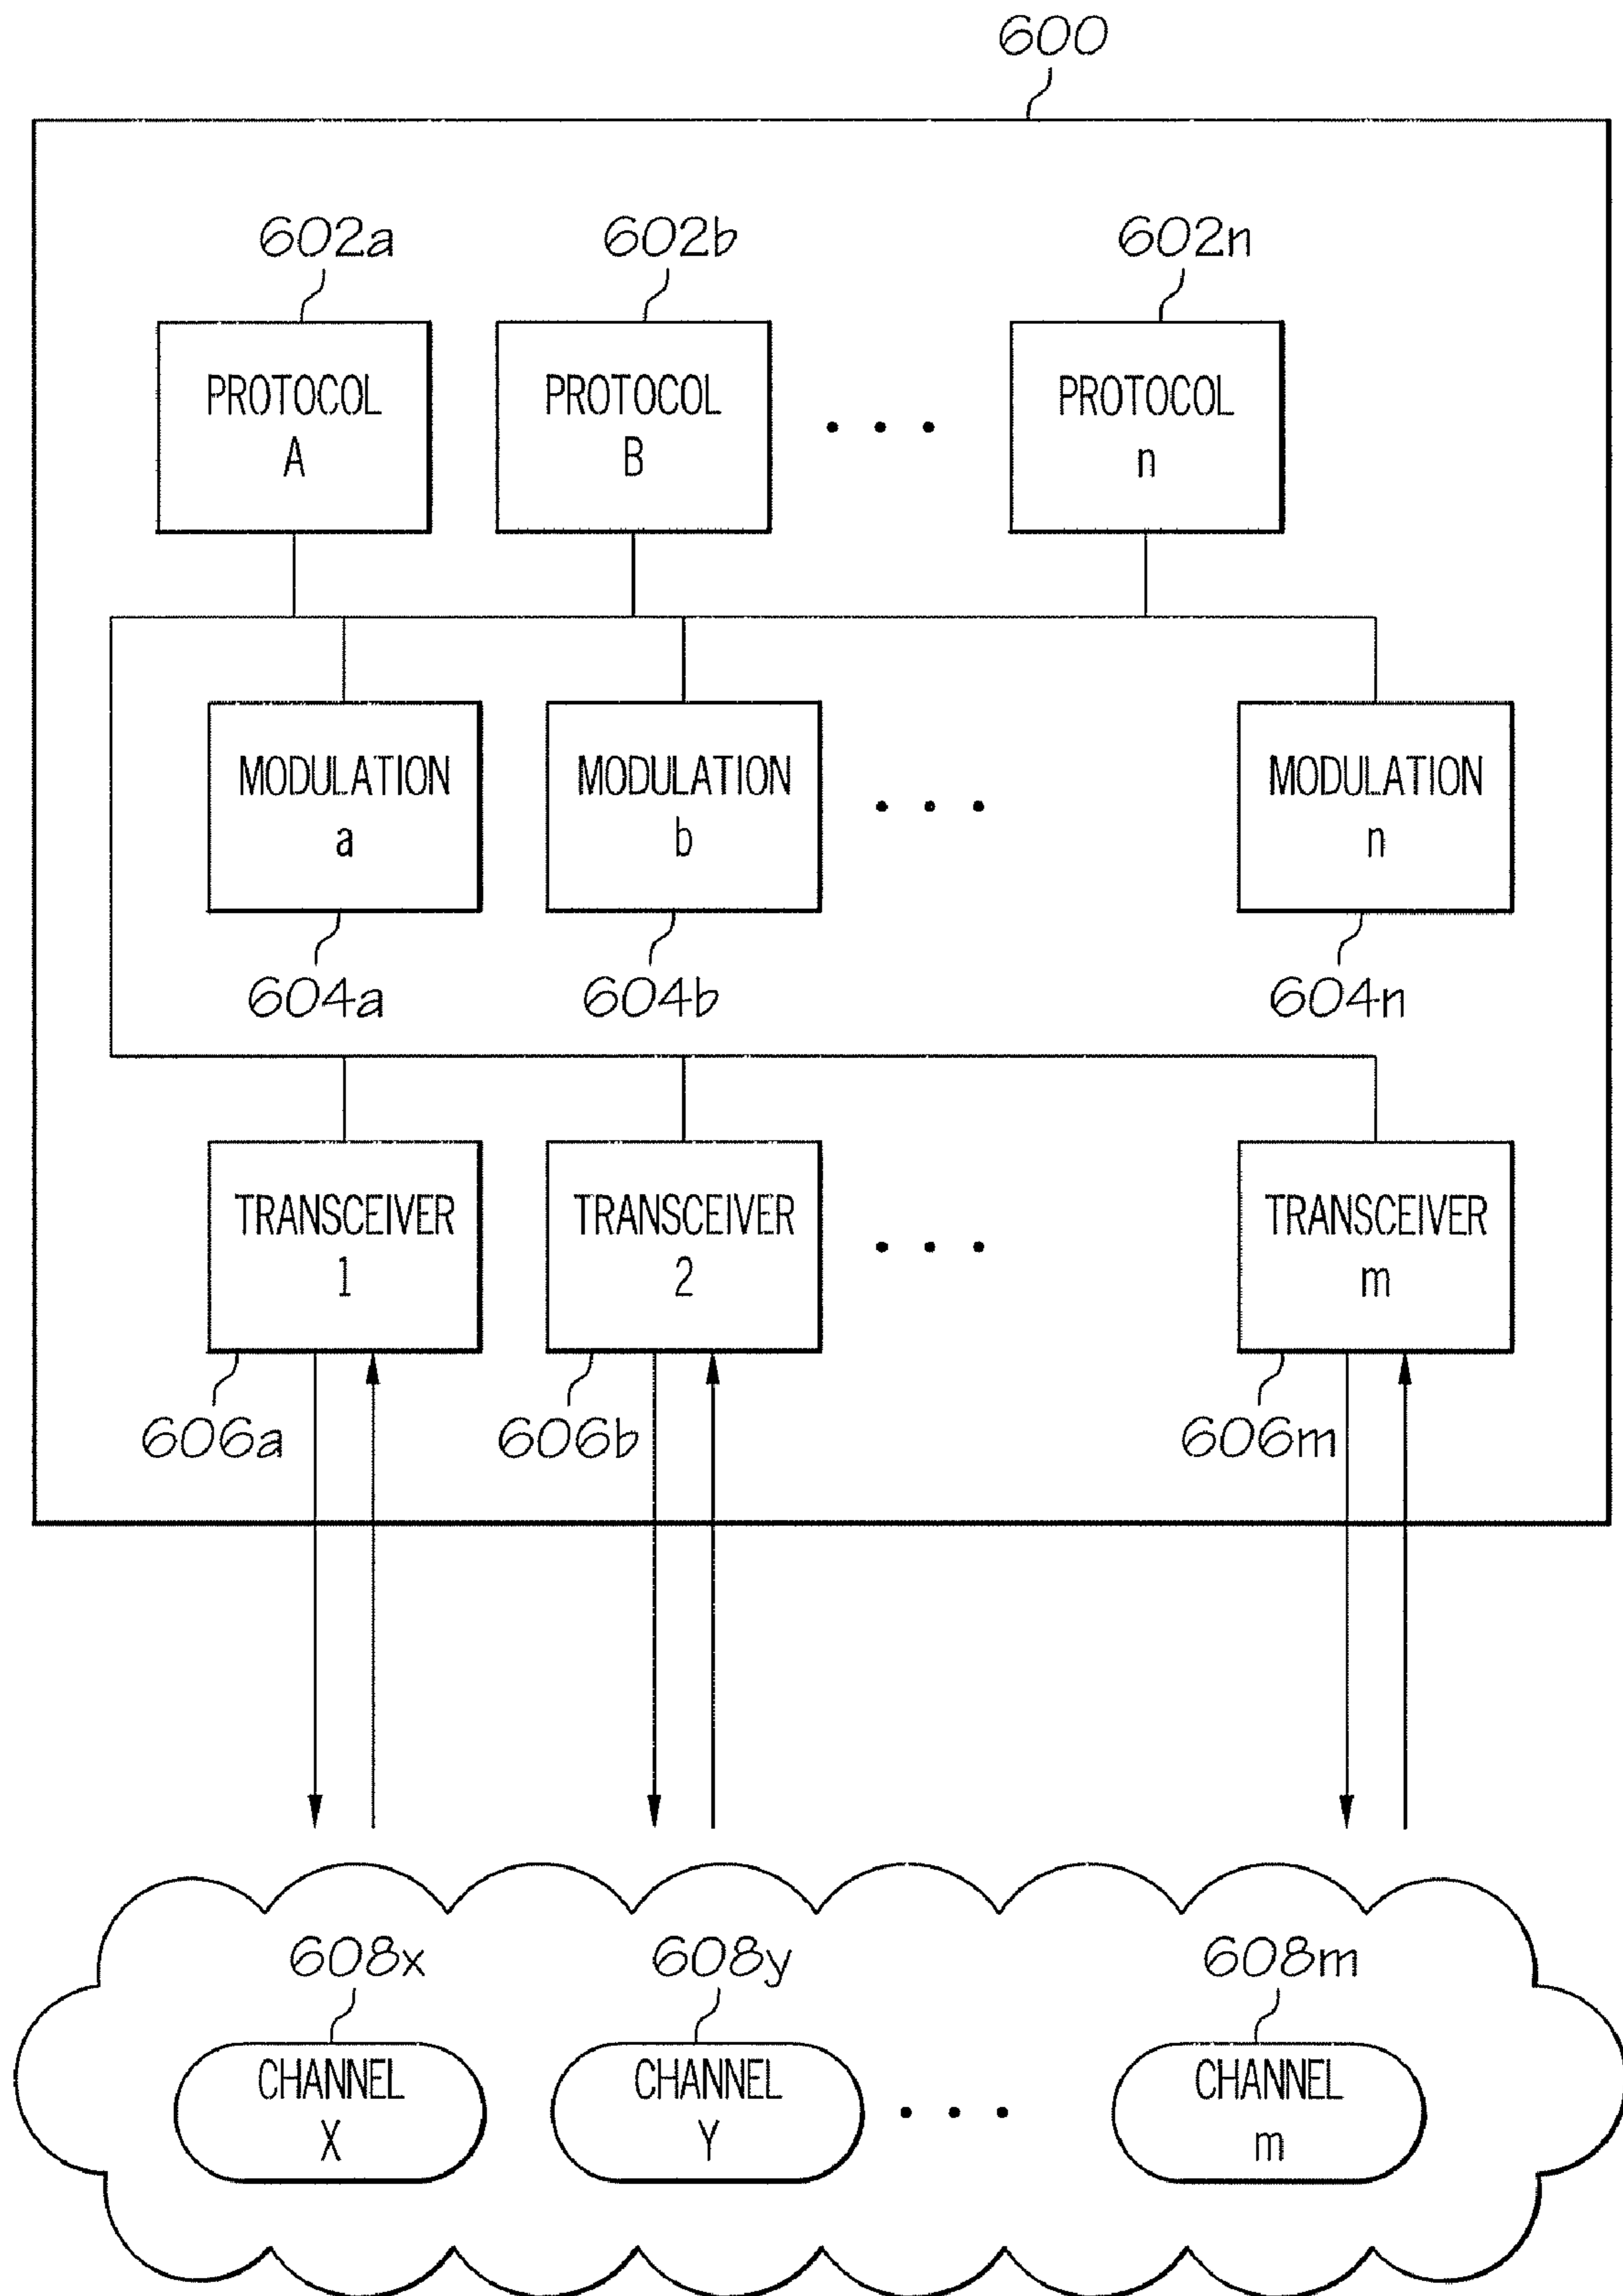 600
602a 602b 602n
PROTOCOL PROTOCOL PROTOCOL
A B n
MODULATION MODULATION MODULATION
a b n
604a 604b 604n
TRANSCEIVER TRANSCEIVER TRANSCEIVER
1 2 m
606a 606b 606m
608x 608y 608m
CHANNEL CHANNEL CHANNEL
X Y m